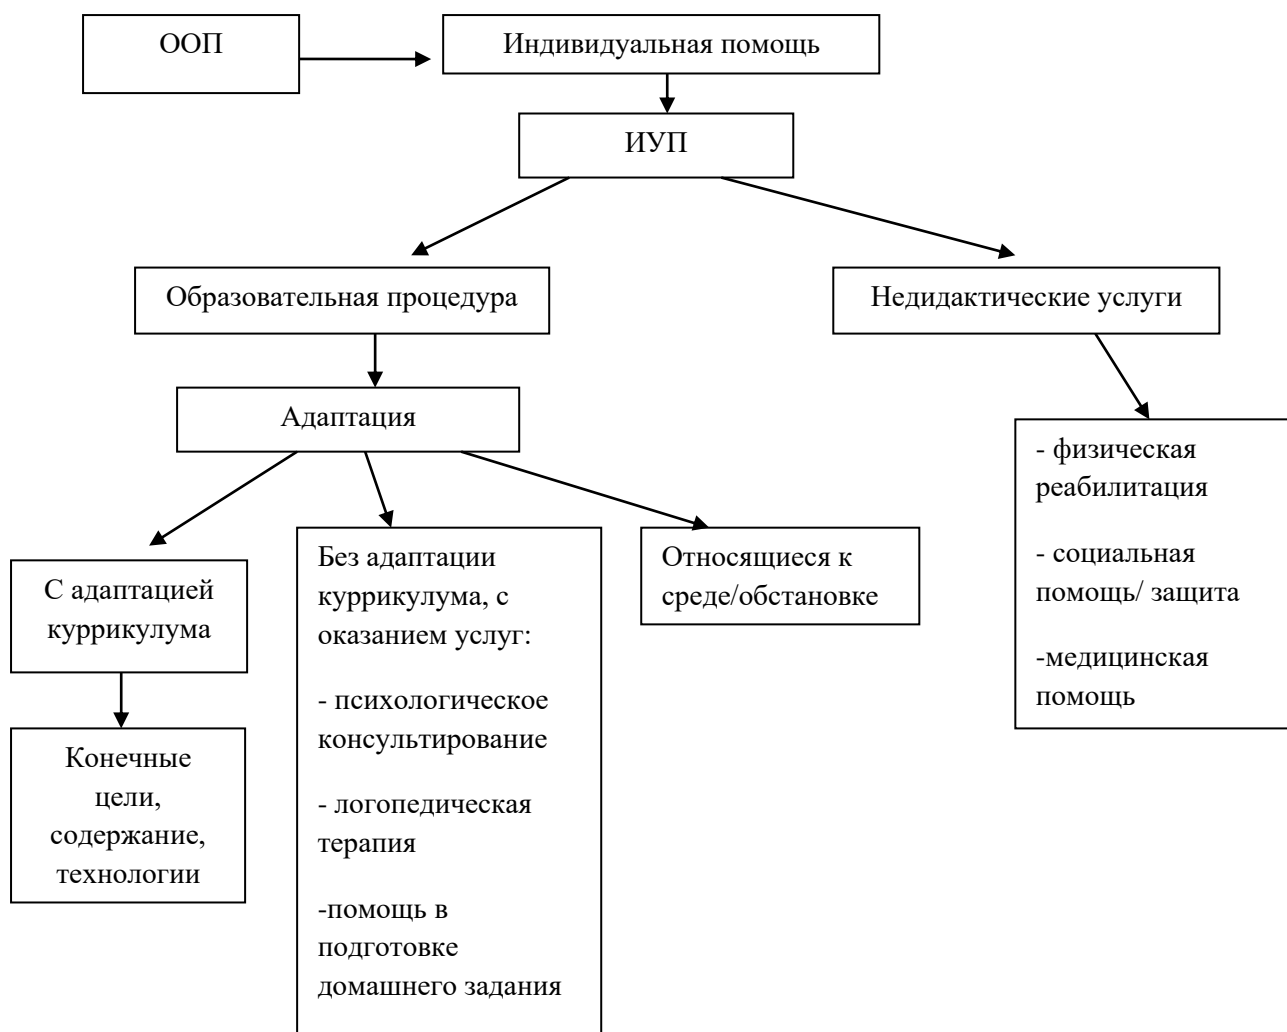 ООП
Индивидуальная помощь
ИУП
Образовательная процедура
Недидактические услуги
Адаптация
- физическая
реабилитация
- социальная
помощь/ защита
-медицинская
помощь
С адаптацией
куррикулума
Без адаптации
куррикулума, с
оказанием услуг:
- психологическое
консультирование
- логопедическая
терапия
-помощь в
подготовке
домашнего задания
Относящиеся к
среде/обстановке
Конечные
цели,
содержание,
технологии